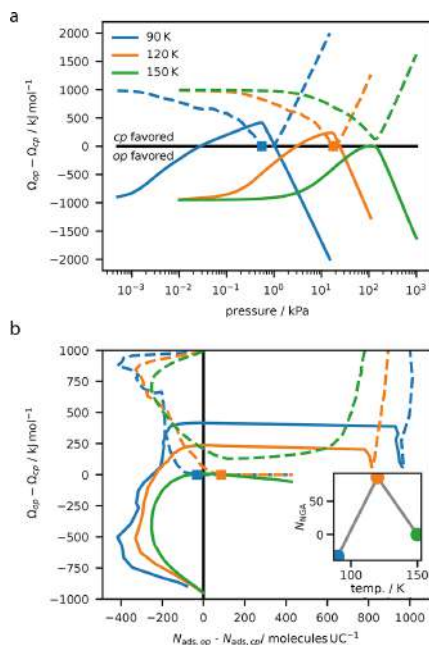 a
90 K
120 K
150 K
Ω_op − Ω_cp / kJ mol⁻¹
2000
1500
1000
500
0
−500
−1000
−1500
−2000
cp favored
op favored
10⁻³ 10⁻² 10⁻¹ 10⁰ 10¹ 10² 10³
pressure / kPa
b
Ω_op − Ω_cp / kJ mol⁻¹
1000
750
500
250
0
−250
−500
−750
−1000
N_NGA
50
0
100 150
temp. / K
−400 −200 0 200 400 600 800 1000
N_ads,op - N_ads,cp/ molecules UC⁻¹